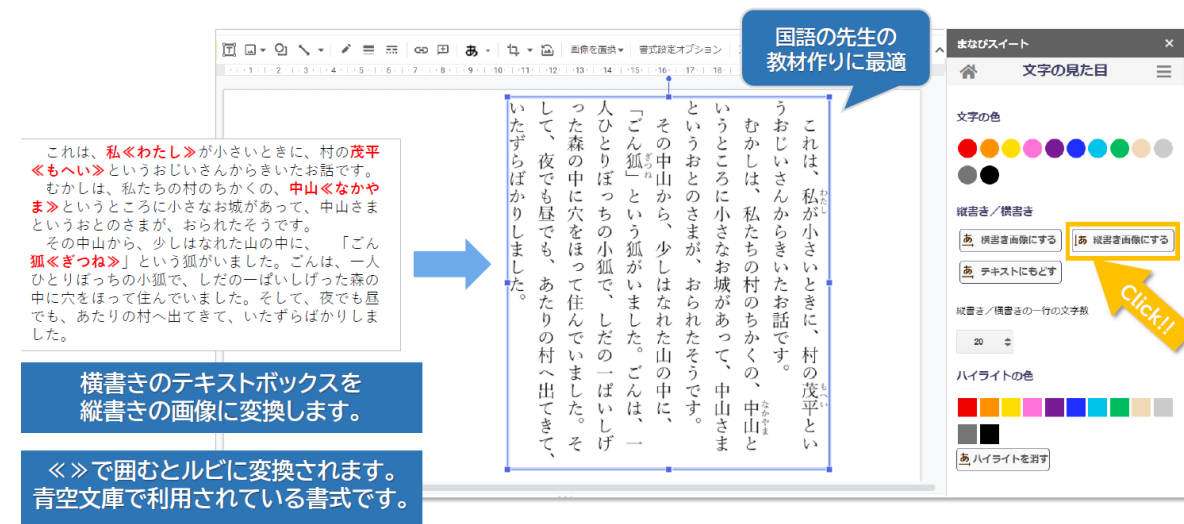 あ
画像を置換
書式設定オプション
国語の先生の
教材作りに最適
1 2 3 4 5 6 7 8 9 10 11 12 13 14 15 16 17 18
これは、私≪わたし≫が小さいときに、村の茂平
≪もへい≫というおじいさんからきいたお話です。
むかしは、私たちの村のちかくの、中山≪なかや
ま≫というところに小さなお城があって、中山さま
というおとのさまが、おられたそうです。
その中山から、少しはなれた山の中に、 「ごん
狐≪ぎつね≫」という狐がいました。ごんは、一人
ひとりぼっちの小狐で、しだの一ぱいしげった森の
中に穴をほって住んでいました。そして、夜でも昼
でも、あたりの村へ出てきて、いたずらばかりしま
した。
横書きのテキストボックスを
縦書きの画像に変換します。
≪≫で囲むとルビに変換されます。
青空文庫で利用されている書式です。
これは、私わたしが小さいときに、村の茂平もへいとい
うおじいさんからきいたお話です。
むかしは、私たちの村のちかくの、中山なかやまと
いうところに小さなお城があって、中山さま
というおとのさまが、おられたそうです。
その中山から、少しはなれた山の中に、
「ごん狐ぎつね」という狐がいました。ごんは、一
人ひとりぼっちの小狐で、しだの一ぱいしげ
った森の中に穴をほって住んでいました。そ
して、夜でも昼でも、あたりの村へ出てきて、
いたずらばかりしました。
まなびスイート ×
文字の見た目
文字の色
縦書き／横書き
あ 横書き画像にする
あ 縦書き画像にする
あ テキストにもどす
Click!!
縦書き／横書きの一行の文字数
20
ハイライトの色
あ ハイライトを消す